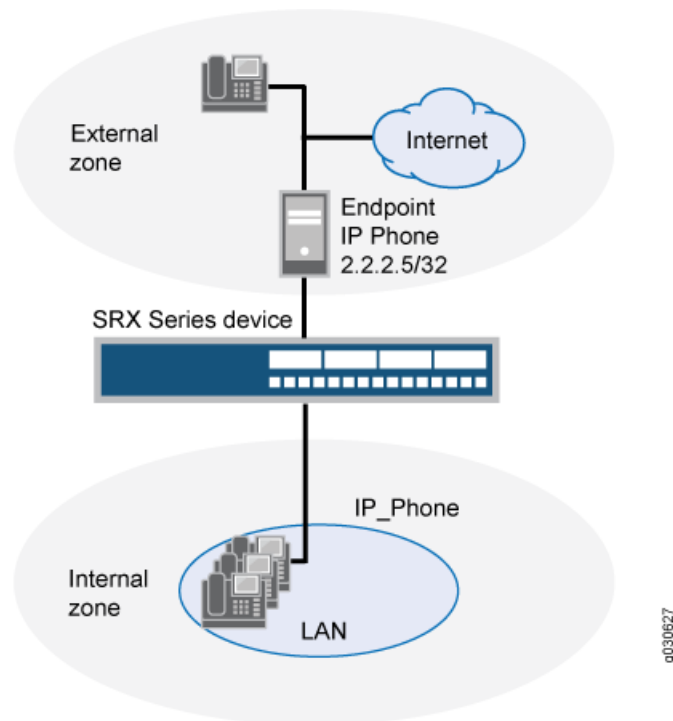 External
zone
Internet
Endpoint
IP Phone
2.2.2.5/32
SRX Series device
IP_Phone
Internal
zone
LAN
g030627